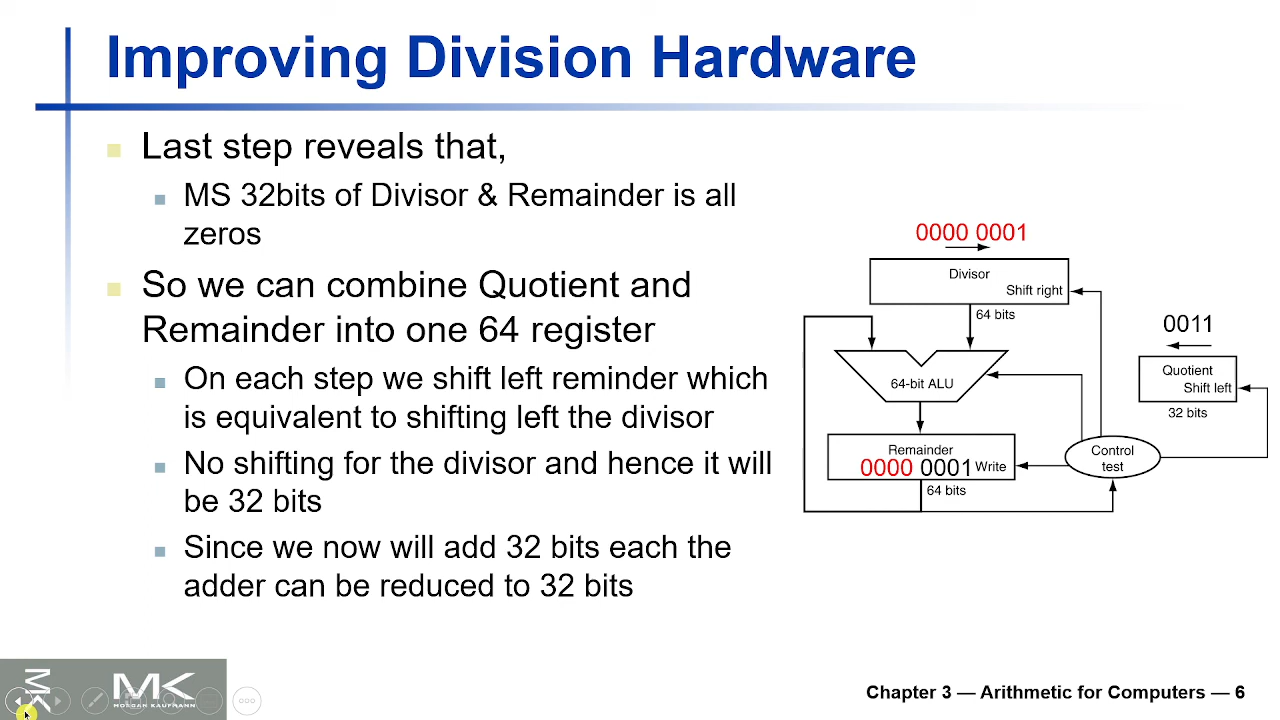 Improving Division Hardware
Last step reveals that,
MS 32bits of Divisor & Remainder is all
zeros
So we can combine Quotient and
Remainder into one 64 register
On each step we shift left reminder which
is equivalent to shifting left the divisor
No shifting for the divisor and hence it will
be 32 bits
Since we now will add 32 bits each the
adder can be reduced to 32 bits
0000 0001
Divisor
Shift right
64 bits
64-bit ALU
Remainder
0000 0001 Write
64 bits
Control
test
0011
Quotient
Shift left
32 bits
MK
MK
MORGAN KAUFMANN
Chapter 3 — Arithmetic for Computers — 6